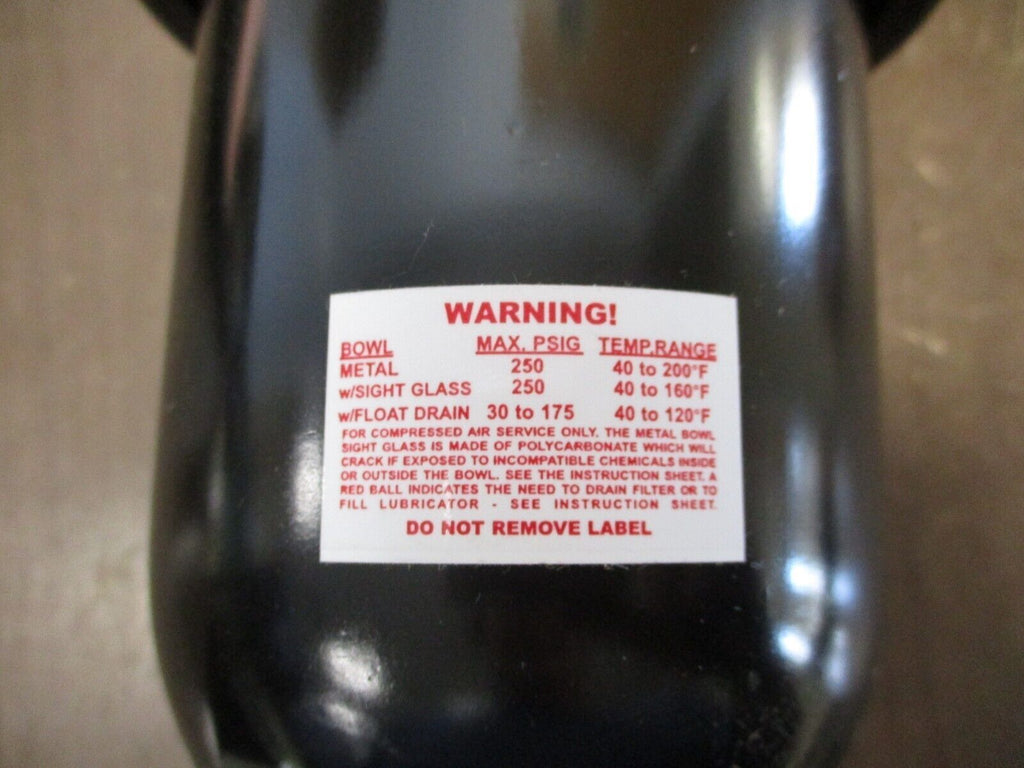 WARNING!
BOWL MAX. PSIG TEMP.RANGE
METAL 250 40 to 200°F
w/SIGHT GLASS 250 40 to 160°F
w/FLOAT DRAIN 30 to 175 40 to 120°F
FOR COMPRESSED AIR SERVICE ONLY. THE METAL BOWL
SIGHT GLASS IS MADE OF POLYCARBONATE WHICH WILL
CRACK IF EXPOSED TO INCOMPATIBLE CHEMICALS INSIDE
OR OUTSIDE THE BOWL. SEE THE INSTRUCTION SHEET. A
RED BALL INDICATES THE NEED TO DRAIN FILTER OR TO
FILL LUBRICATOR - SEE INSTRUCTION SHEET.
DO NOT REMOVE LABEL